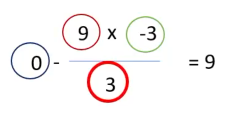 9 x -3
0 - = 9
3